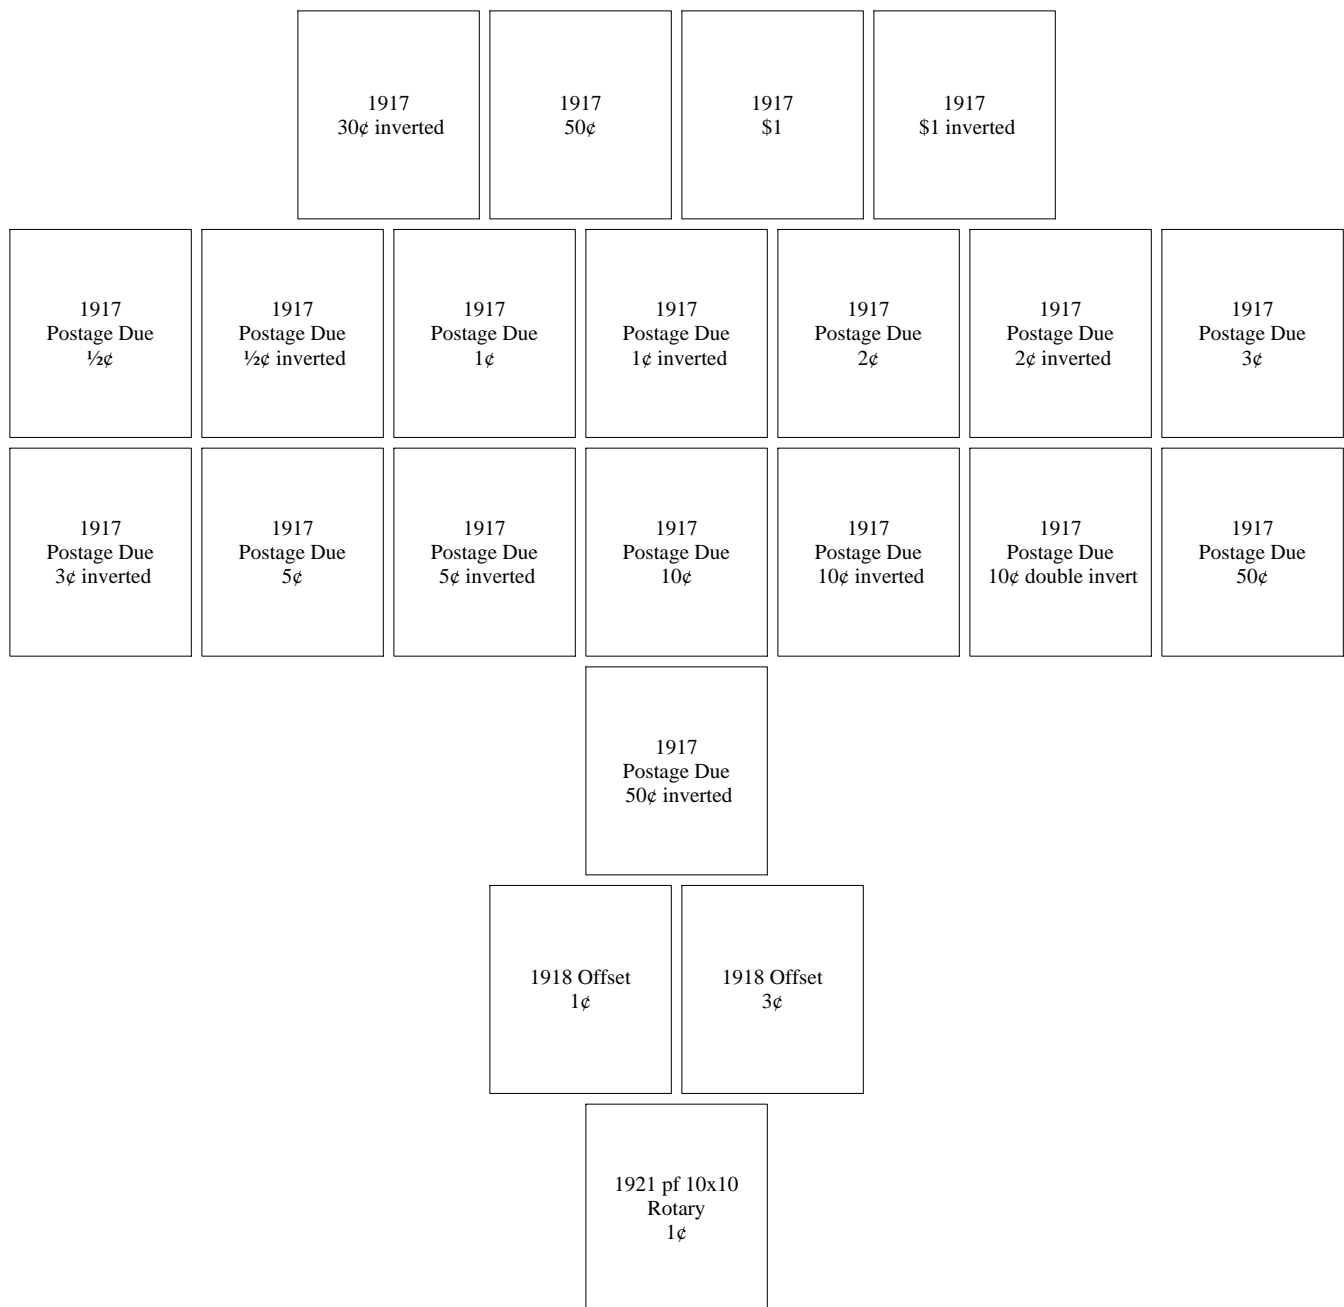 1917
30¢ inverted
1917
50¢
1917
$1
1917
$1 inverted
1917
Postage Due
½¢
1917
Postage Due
½¢ inverted
1917
Postage Due
1¢
1917
Postage Due
1¢ inverted
1917
Postage Due
2¢
1917
Postage Due
2¢ inverted
1917
Postage Due
3¢
1917
Postage Due
3¢ inverted
1917
Postage Due
5¢
1917
Postage Due
5¢ inverted
1917
Postage Due
10¢
1917
Postage Due
10¢ inverted
1917
Postage Due
10¢ double invert
1917
Postage Due
50¢
1917
Postage Due
50¢ inverted
1918 Offset
1¢
1918 Offset
3¢
1921 pf 10x10
Rotary
1¢